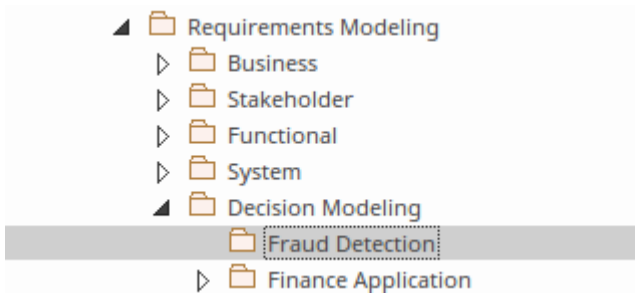 Requirements Modeling
Business
Stakeholder
Functional
System
Decision Modeling
Fraud Detection
Finance Application